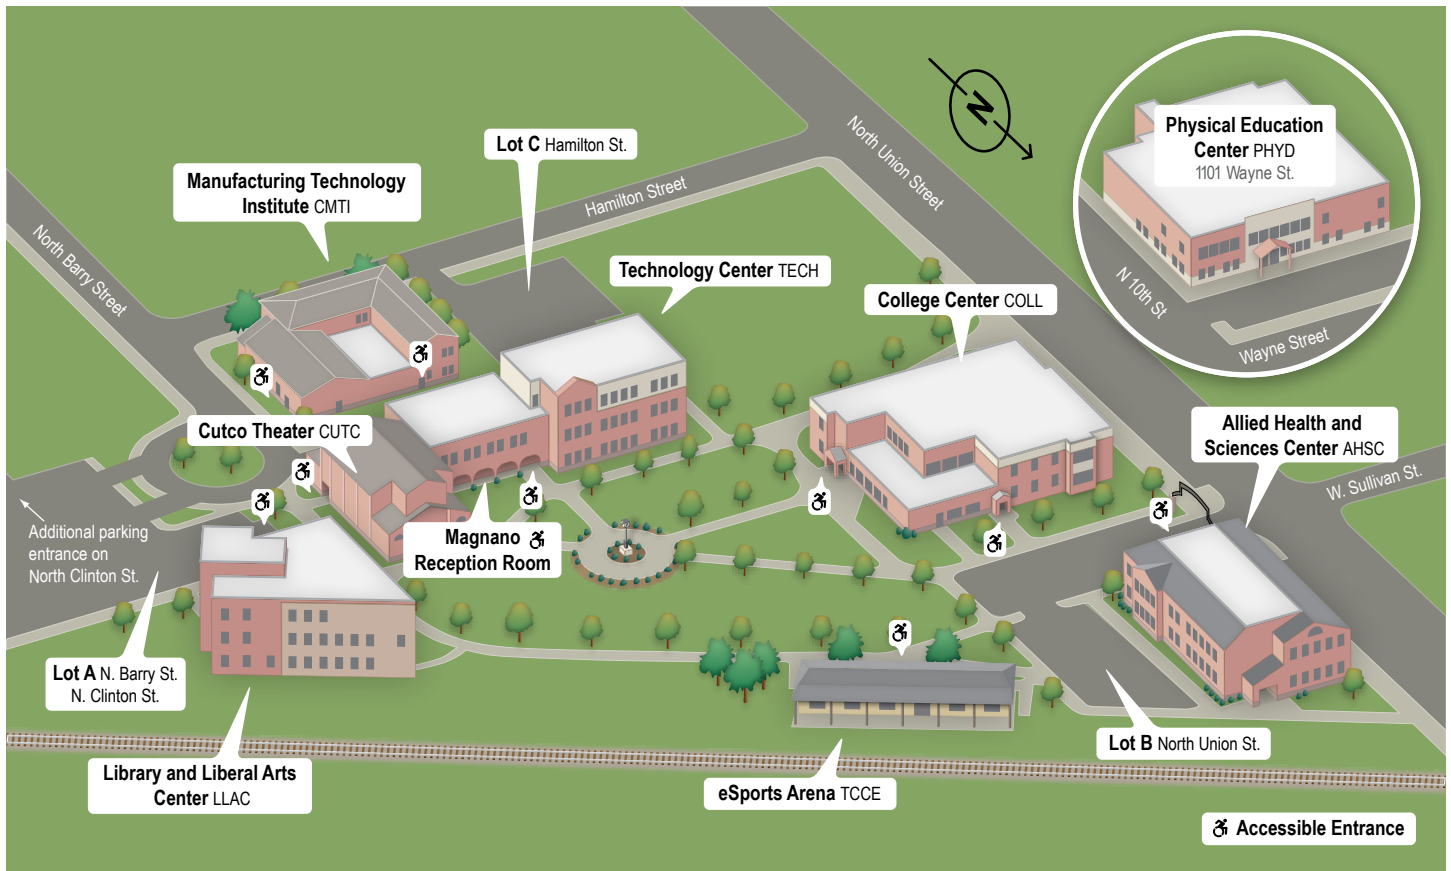 Lot C Hamilton St.
Manufacturing Technology
Institute CMTI
Hamilton Street
North Union Street
N
Physical Education
Center PHYD
1101 Wayne St.
N 10th St
Wayne Street
North Barry Street
Technology Center TECH
College Center COLL
Cutco Theater CUTC
Allied Health and
Sciences Center AHSC
W. Sullivan St.
Additional parking
entrance on
North Clinton St.
Magnano
Reception Room
Lot A N. Barry St.
N. Clinton St.
Lot B North Union St.
Library and Liberal Arts
Center LLAC
eSports Arena TCCE
Accessible Entrance